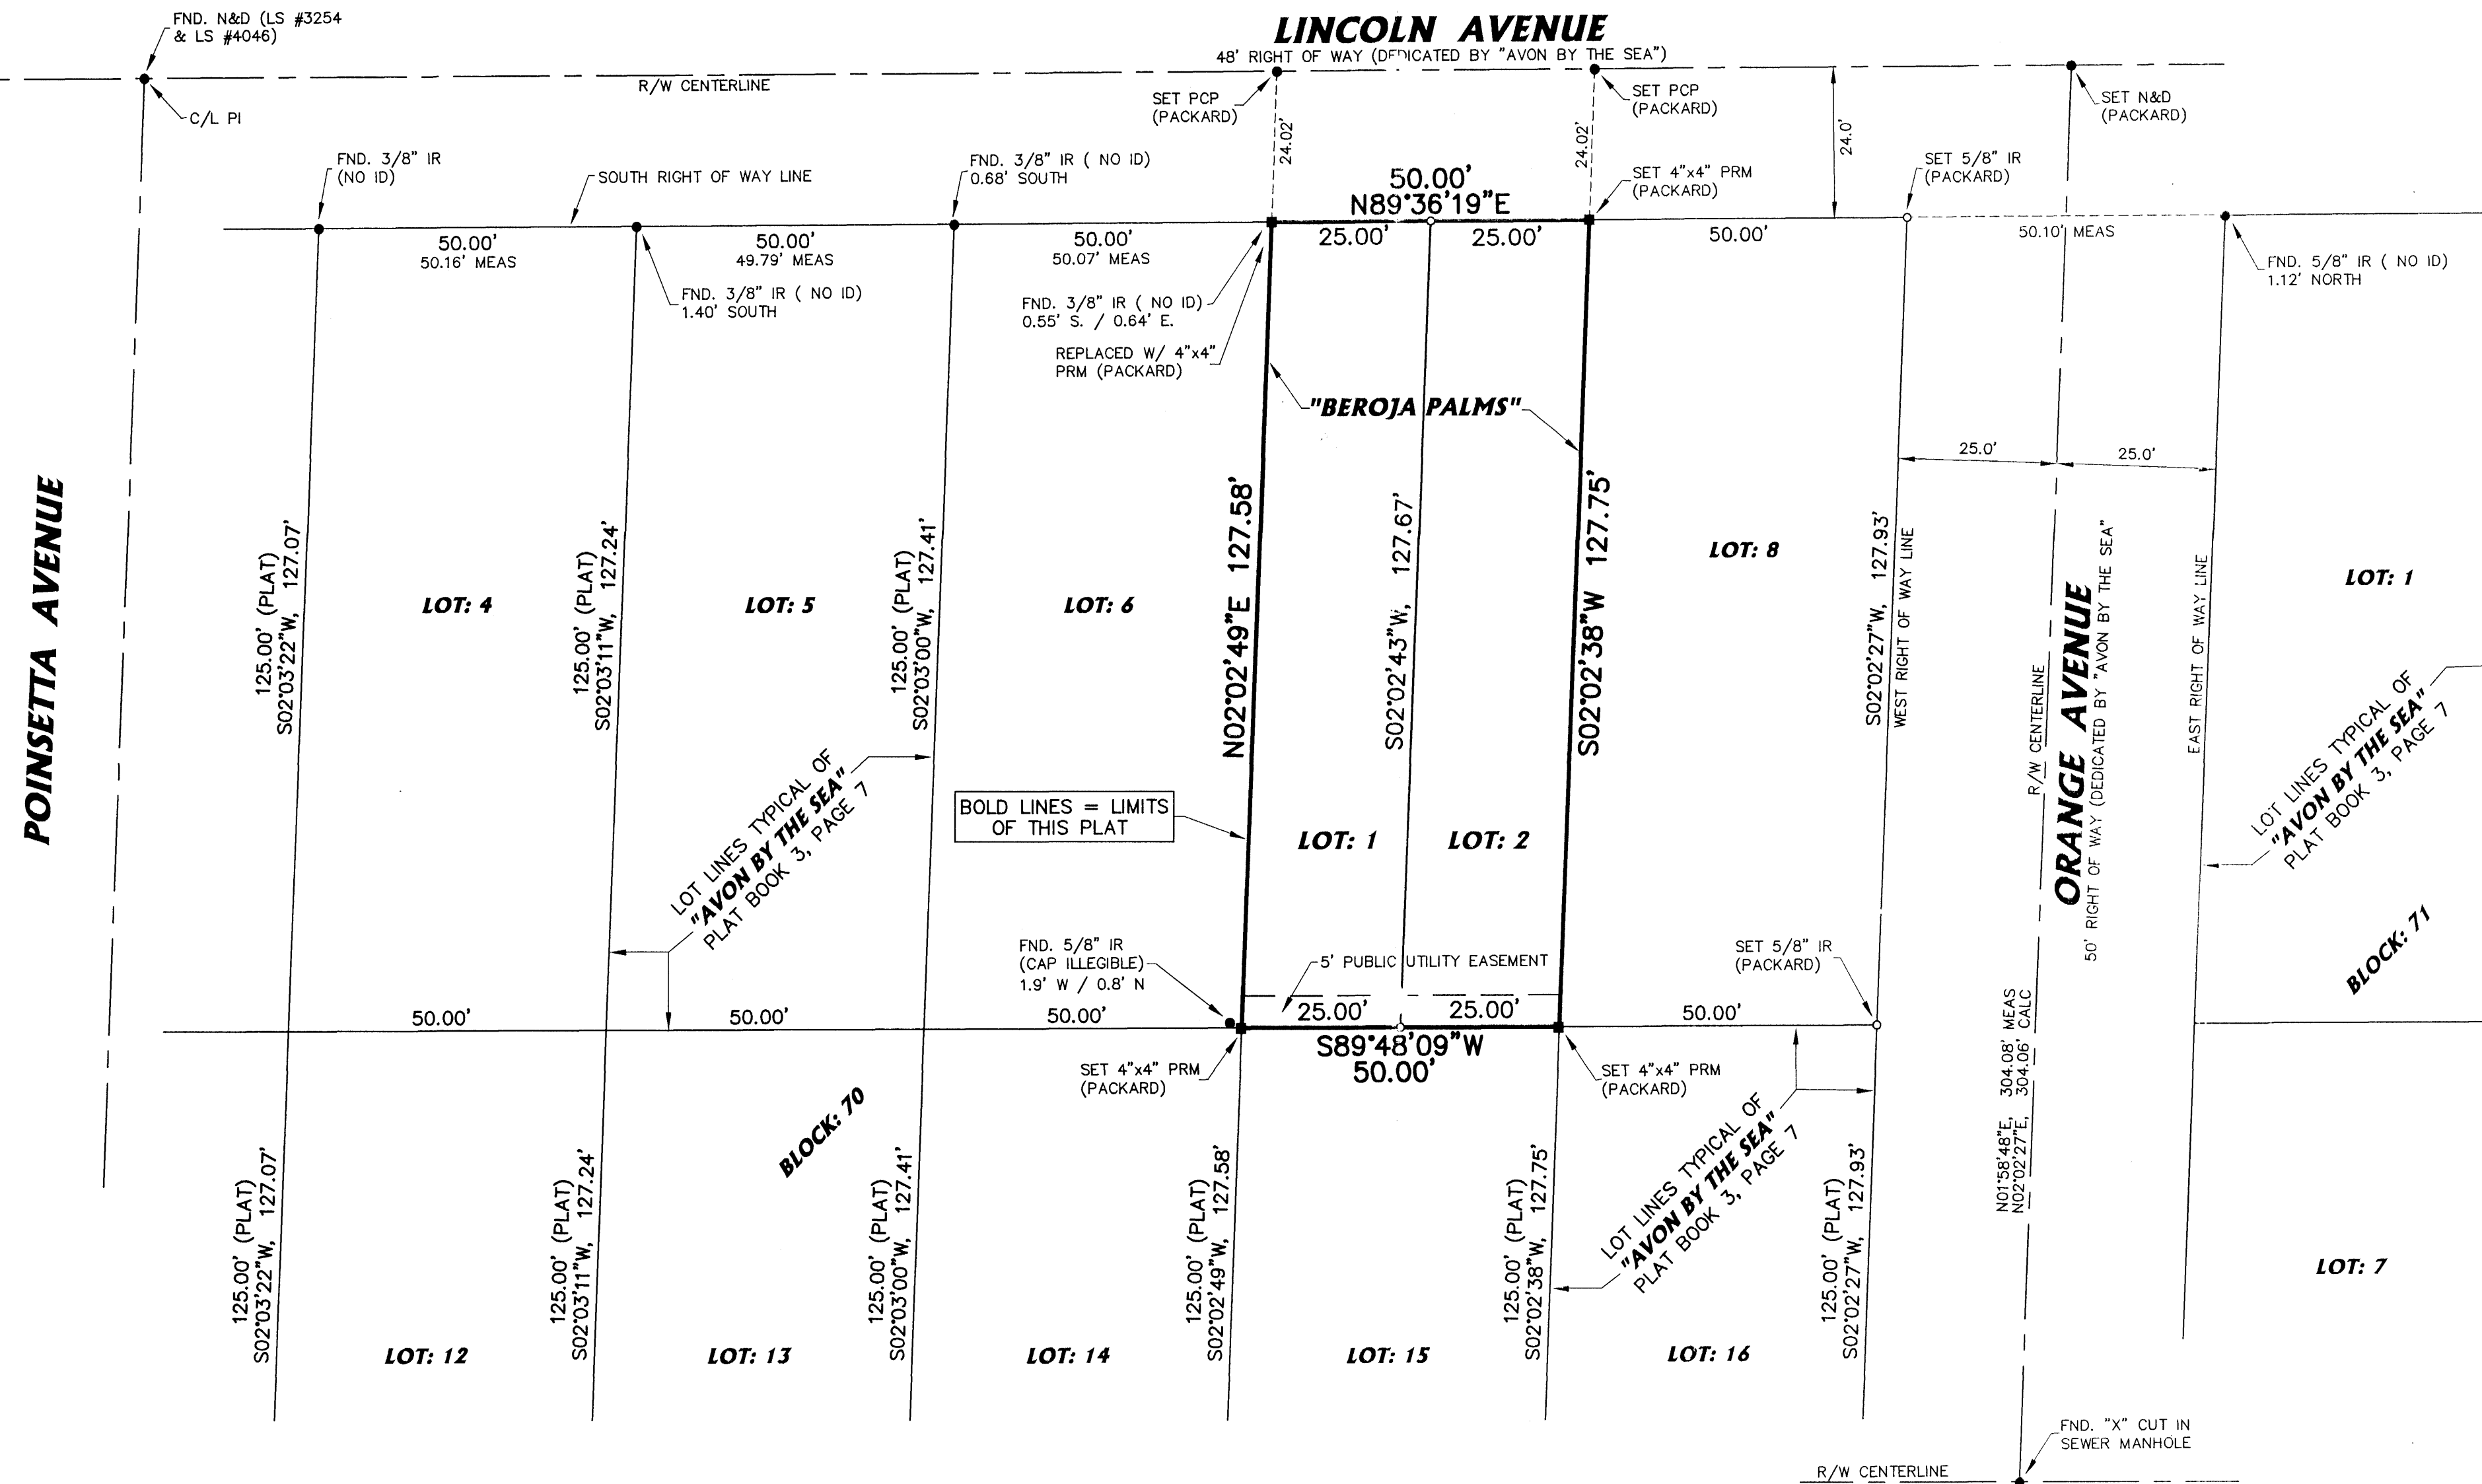 FND. N&D (LS #3254
& LS #4046)
LINCOLN AVENUE
48' RIGHT OF WAY (DEDICATED BY "AVON BY THE SEA")
R/W CENTERLINE
C/L PI
SET PCP
(PACKARD)
24.02'
SET PCP
(PACKARD)
24.02'
24.0'
SET N&D
(PACKARD)
FND. 3/8" IR
(NO ID)
SOUTH RIGHT OF WAY LINE
FND. 3/8" IR ( NO ID)
0.68' SOUTH
50.00'
N89°36'19"E
SET 4"x4" PRM
(PACKARD)
SET 5/8" IR
(PACKARD)
50.00'
50.16' MEAS
50.00'
49.79' MEAS
50.00'
50.07' MEAS
25.00'
25.00'
50.00'
50.10' MEAS
FND. 3/8" IR ( NO ID)
1.40' SOUTH
FND. 3/8" IR ( NO ID)
0.55' S. / 0.64' E.
REPLACED W/ 4"x4"
PRM (PACKARD)
FND. 5/8" IR ( NO ID)
1.12' NORTH
"BEROJA PALMS"
25.0'
25.0'
POINSETTA AVENUE
125.00' (PLAT)
S02°03'22"W, 127.07'
LOT: 4
125.00' (PLAT)
S02°03'11"W, 127.24'
LOT: 5
125.00' (PLAT)
S02°03'00"W, 127.41'
LOT: 6
N02°02'49"E 127.58'
S02°02'43"W, 127.67'
S02°02'38"W 127.75'
LOT: 8
S02°02'27"W, 127.93'
WEST RIGHT OF WAY LINE
R/W CENTERLINE
ORANGE AVENUE
50' RIGHT OF WAY (DEDICATED BY "AVON BY THE SEA"
EAST RIGHT OF WAY LINE
LOT: 1
LOT LINES TYPICAL OF
"AVON BY THE SEA"
PLAT BOOK 3, PAGE 7
BOLD LINES = LIMITS
OF THIS PLAT
LOT: 1
LOT: 2
LOT LINES TYPICAL OF
"AVON BY THE SEA"
PLAT BOOK 3, PAGE 7
BLOCK: 71
FND. 5/8" IR
(CAP ILLEGIBLE)
1.9' W / 0.8' N
5' PUBLIC UTILITY EASEMENT
SET 5/8" IR
(PACKARD)
50.00'
50.00'
50.00'
25.00'
25.00'
50.00'
S89°48'09"W
50.00'
SET 4"x4" PRM
(PACKARD)
SET 4"x4" PRM
(PACKARD)
N01°58'48"E, 304.08' MEAS
N02°02'27"E, 304.06' CALC
BLOCK: 70
LOT LINES TYPICAL OF
"AVON BY THE SEA"
PLAT BOOK 3, PAGE 7
125.00' (PLAT)
S02°03'22"W, 127.07'
LOT: 12
125.00' (PLAT)
S02°03'11"W, 127.24'
LOT: 13
125.00' (PLAT)
S02°03'00"W, 127.41'
LOT: 14
125.00' (PLAT)
S02°02'49"W, 127.58'
LOT: 15
125.00' (PLAT)
S02°02'38"W, 127.75'
LOT: 16
125.00' (PLAT)
S02°02'27"W, 127.93'
LOT: 7
FND. "X" CUT IN
SEWER MANHOLE
R/W CENTERLINE